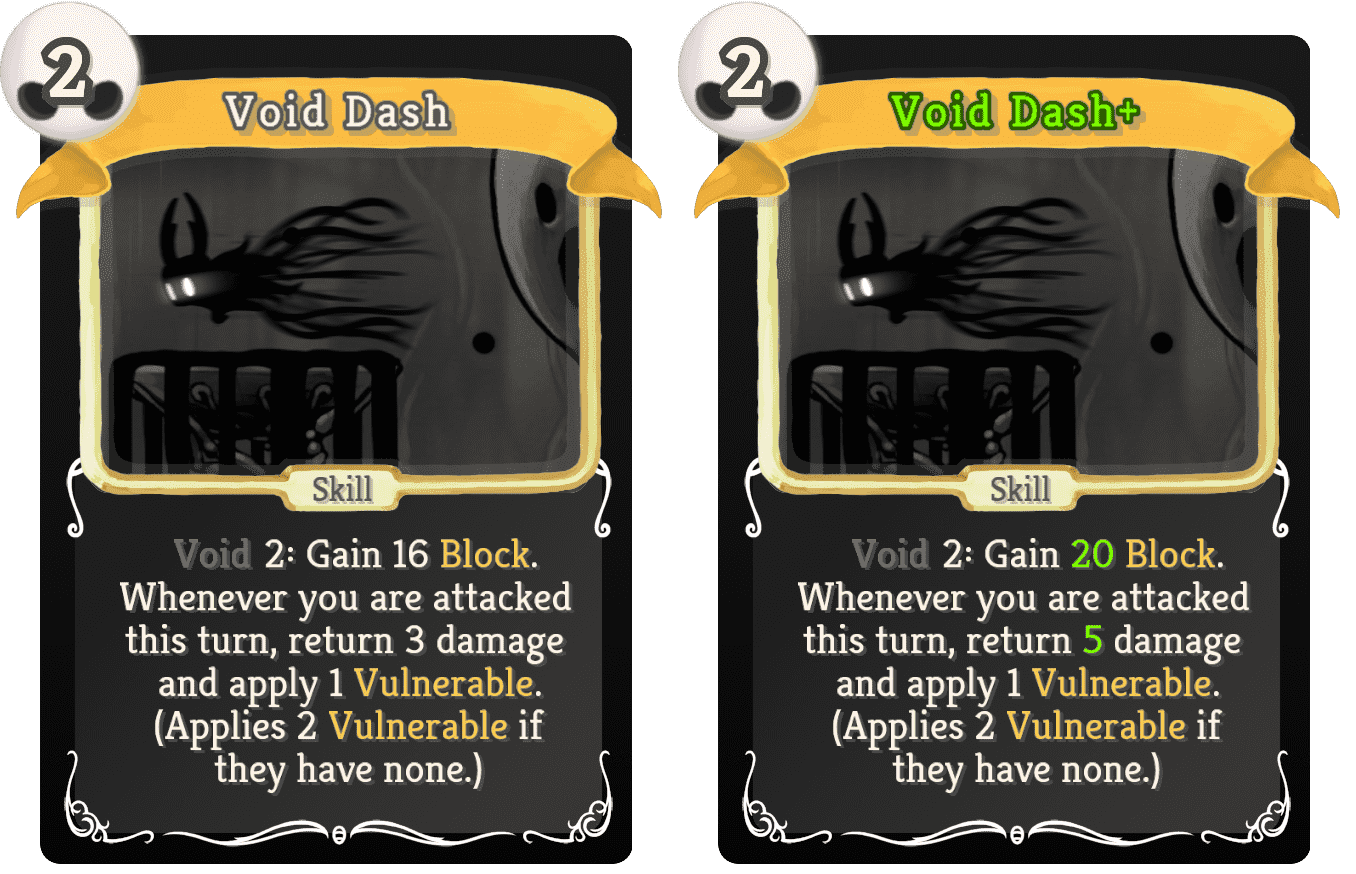 2
Void Dash
Skill
Void 2: Gain 16 Block.
Whenever you are attacked
this turn, return 3 damage
and apply 1 Vulnerable.
(Applies 2 Vulnerable if
they have none.)
2
Void Dash+
Skill
Void 2: Gain 20 Block.
Whenever you are attacked
this turn, return 5 damage
and apply 1 Vulnerable.
(Applies 2 Vulnerable if
they have none.)